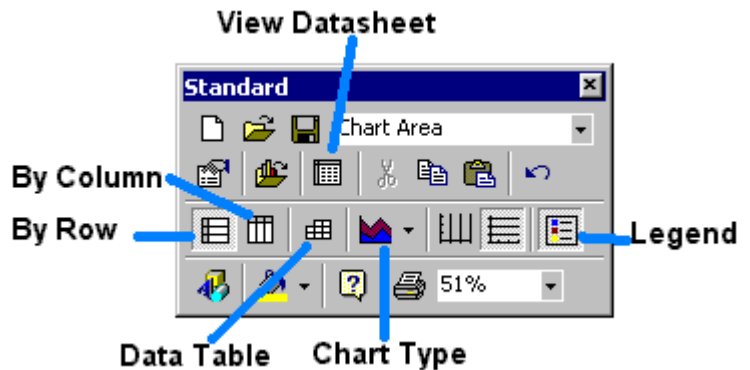 View Datasheet
Standard
Chart Area
By Column
By Row
Legend
51%
Data Table
Chart Type